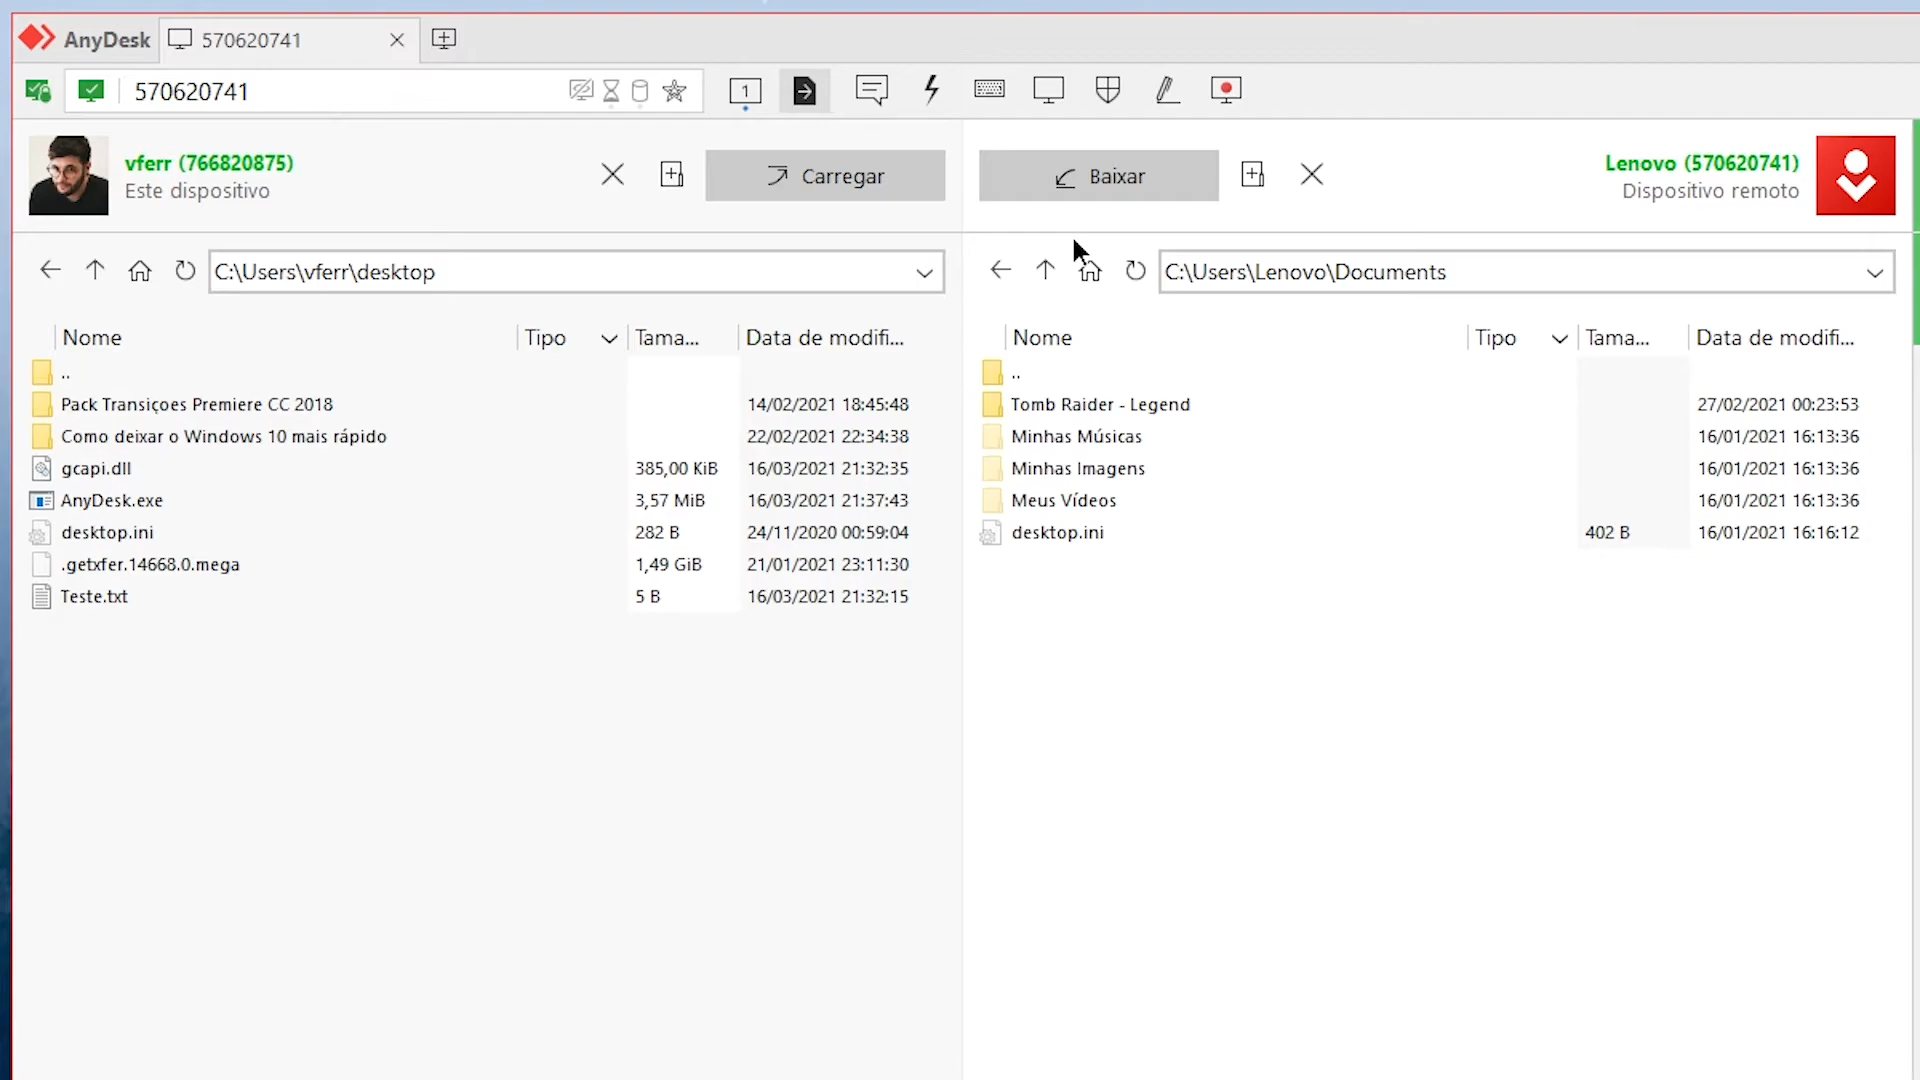 AnyDesk 570620741
570620741 1
vferr (766820875)
Este dispositivo
Carregar
Baixar
Lenovo (570620741)
Dispositivo remoto
C:\Users\vferr\desktop
C:\Users\Lenovo\Documents
Nome Tipo Tama... Data de modifi...
..
Pack Transiçoes Premiere CC 2018 14/02/2021 18:45:48
Como deixar o Windows 10 mais rápido 22/02/2021 22:34:38
gcapi.dll 385,00 KiB 16/03/2021 21:32:35
AnyDesk.exe 3,57 MiB 16/03/2021 21:37:43
desktop.ini 282 B 24/11/2020 00:59:04
.getxfer.14668.0.mega 1,49 GiB 21/01/2021 23:11:30
Teste.txt 5 B 16/03/2021 21:32:15
Nome Tipo Tama... Data de modifi...
..
Tomb Raider - Legend 27/02/2021 00:23:53
Minhas Músicas 16/01/2021 16:13:36
Minhas Imagens 16/01/2021 16:13:36
Meus Vídeos 16/01/2021 16:13:36
desktop.ini 402 B 16/01/2021 16:16:12